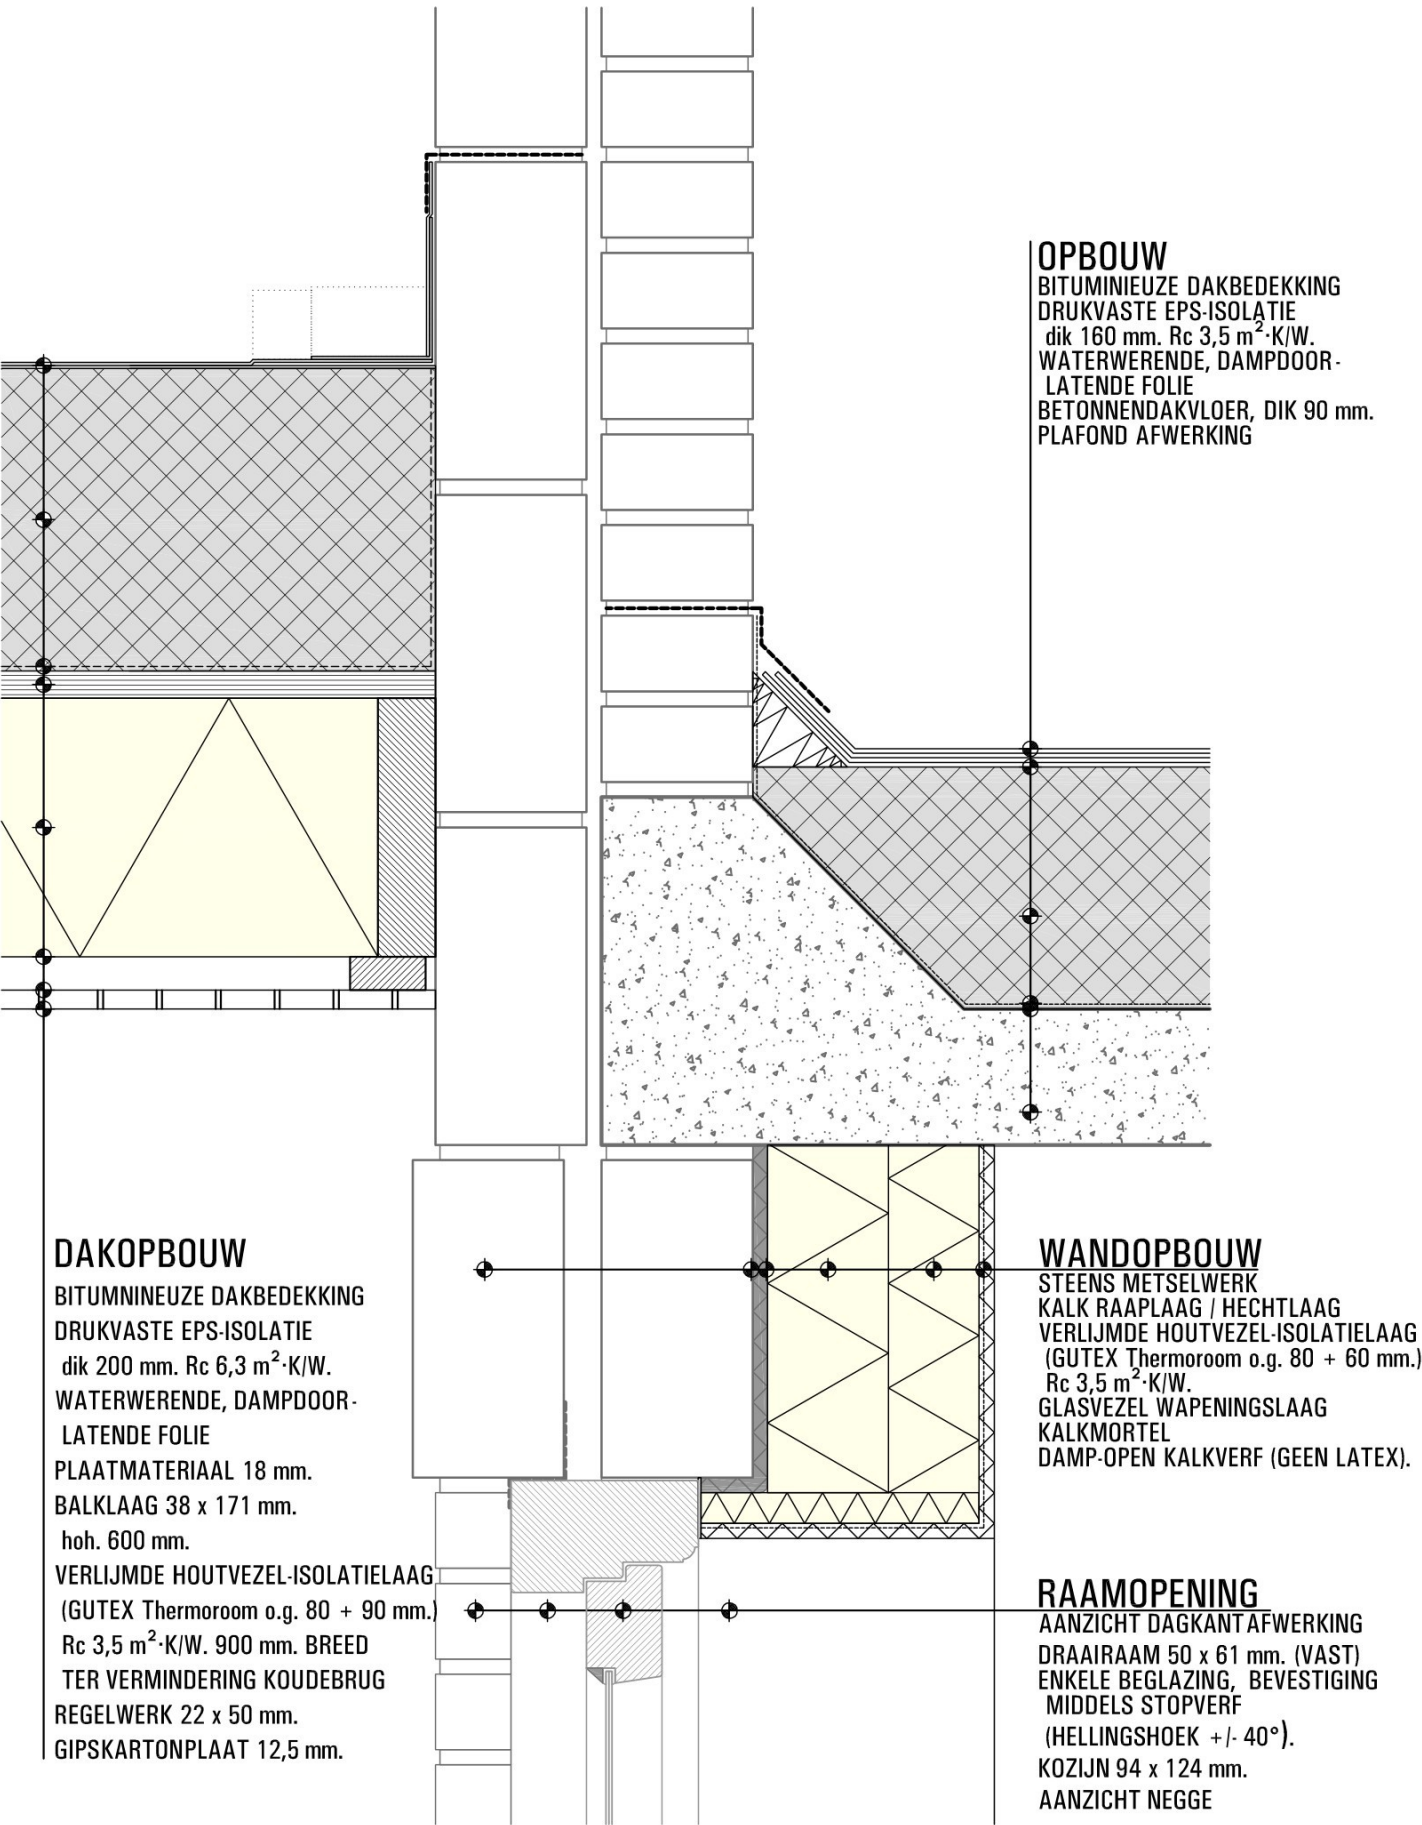 OPBOUW
BITUMINIEUZE DAKBEDEKKING
DRUKVASTE EPS-ISOLATIE
dik 160 mm. Rc 3,5 m²·K/W.
WATERWERENDE, DAMPDOOR-
LATENDE FOLIE
BETONNENDAKVLOER, DIK 90 mm.
PLAFOND AFWERKING
DAKOPBOUW
BITUMNINEUZE DAKBEDEKKING
DRUKVASTE EPS-ISOLATIE
dik 200 mm. Rc 6,3 m²·K/W.
WATERWERENDE, DAMPDOOR-
LATENDE FOLIE
PLAATMATERIAAL 18 mm.
BALKLAAG 38 x 171 mm.
hoh. 600 mm.
VERLIJMDE HOUTVEZEL-ISOLATIELAAG
(GUTEX Thermoroom o.g. 80 + 90 mm.)
Rc 3,5 m²·K/W. 900 mm. BREED
TER VERMINDERING KOUDEBRUG
REGELWERK 22 x 50 mm.
GIPSKARTONPLAAT 12,5 mm.
WANDOPBOUW
STEENS METSELWERK
KALK RAAPLAAG / HECHTLAAG
VERLIJMDE HOUTVEZEL-ISOLATIELAAG
(GUTEX Thermoroom o.g. 80 + 60 mm.)
Rc 3,5 m²·K/W.
GLASVEZEL WAPENINGSLAAG
KALKMORTEL
DAMP-OPEN KALKVERF (GEEN LATEX).
RAAMOPENING
AANZICHT DAGKANTAFWERKING
DRAAIRAAM 50 x 61 mm. (VAST)
ENKELE BEGLAZING, BEVESTIGING
MIDDELS STOPVERF
(HELLINGSHOEK +/- 40°).
KOZIJN 94 x 124 mm.
AANZICHT NEGGE